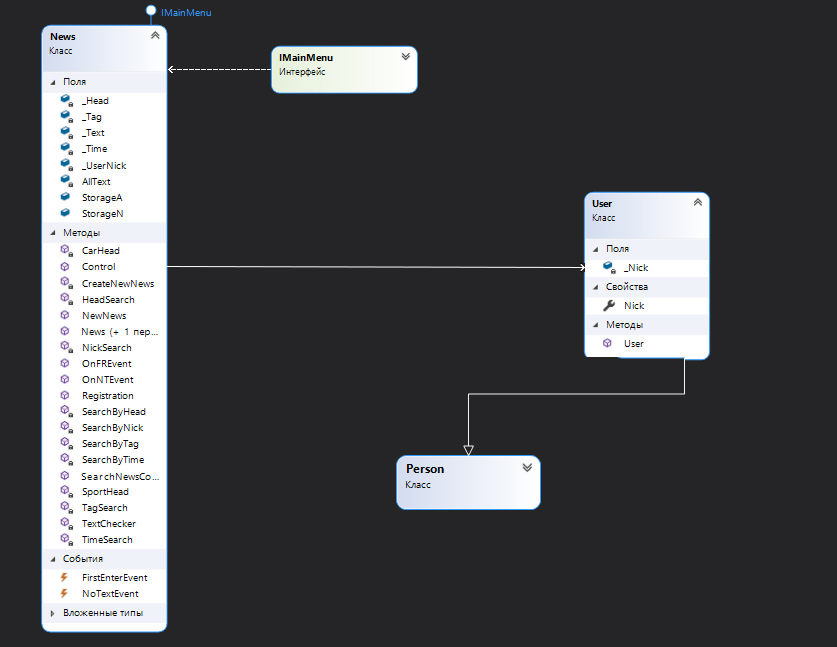 IMainMenu
News
Класс
Поля
_Head
_Tag
_Text
_Time
_UserNick
AllText
StorageA
StorageN
Методы
CarHead
Control
CreateNewNews
HeadSearch
NewNews
News (+ 1 пер...
NickSearch
OnFREvent
OnNTEvent
Registration
SearchByHead
SearchByNick
SearchByTag
SearchByTime
SearchNewsCo...
SportHead
TagSearch
TextChecker
TimeSearch
События
FirstEnterEvent
NoTextEvent
Вложенные типы
IMainMenu
Интерфейс
User
Класс
Поля
_Nick
Свойства
Nick
Методы
User
Person
Класс